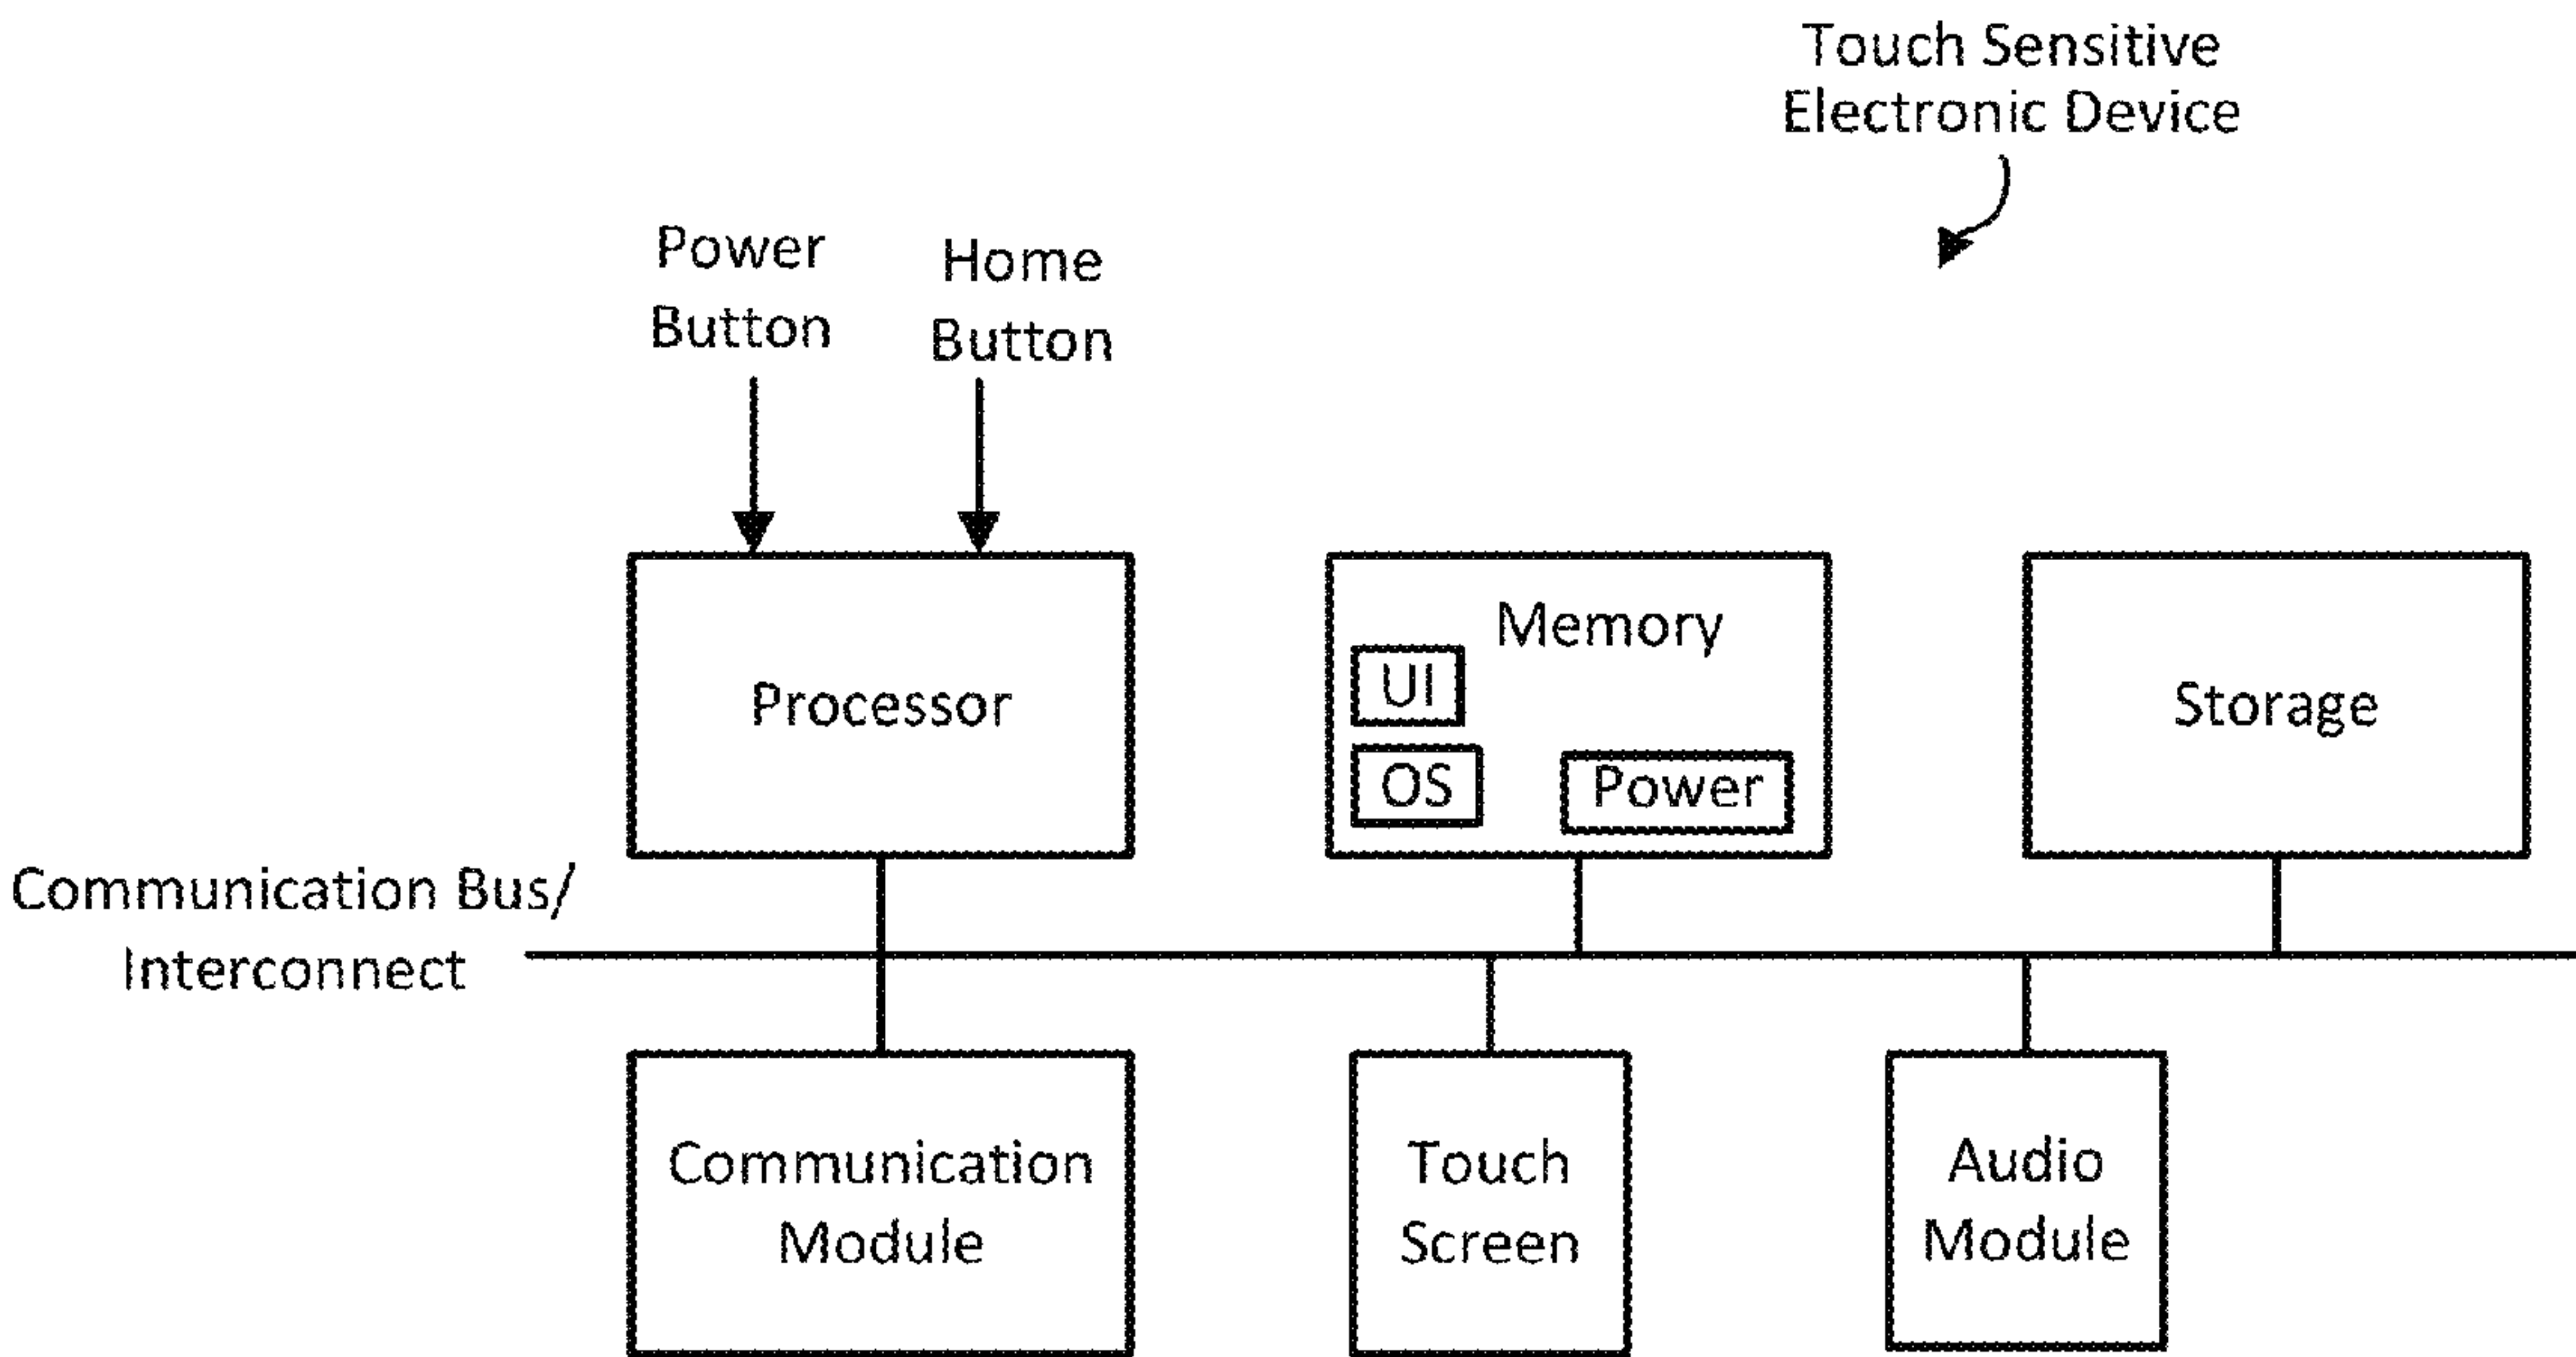 Touch Sensitive
Electronic Device
Power
Button
Home
Button
Processor
Memory
UI
OS
Power
Storage
Communication Bus/
Interconnect
Communication
Module
Touch
Screen
Audio
Module